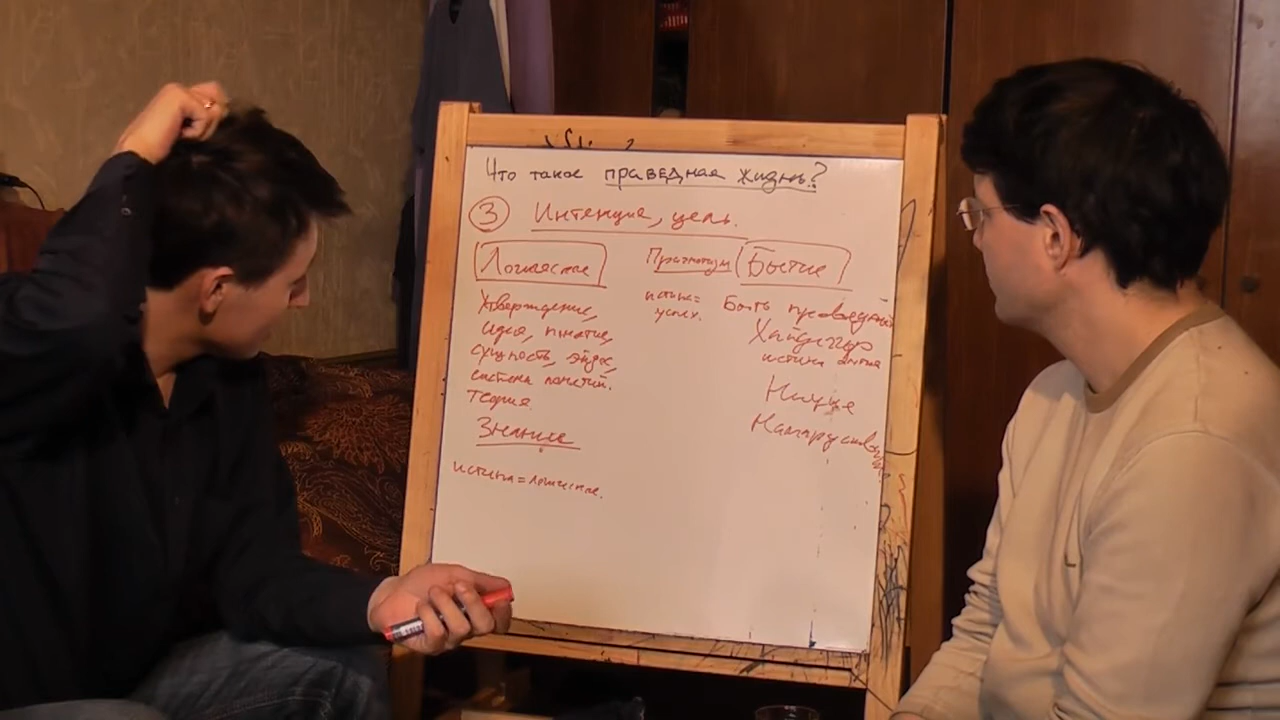 Что такое праведная жизнь?
3 Интенция, цель.
Логическое
Утверждение,
идея, понятие,
сущность, эйдос,
система понятий.
теория.
Знание
истина = логическое.
Прагматизм
истина =
успех.
Бытие
Быть праведным
Хайдеггер
истина бытия
Ницше